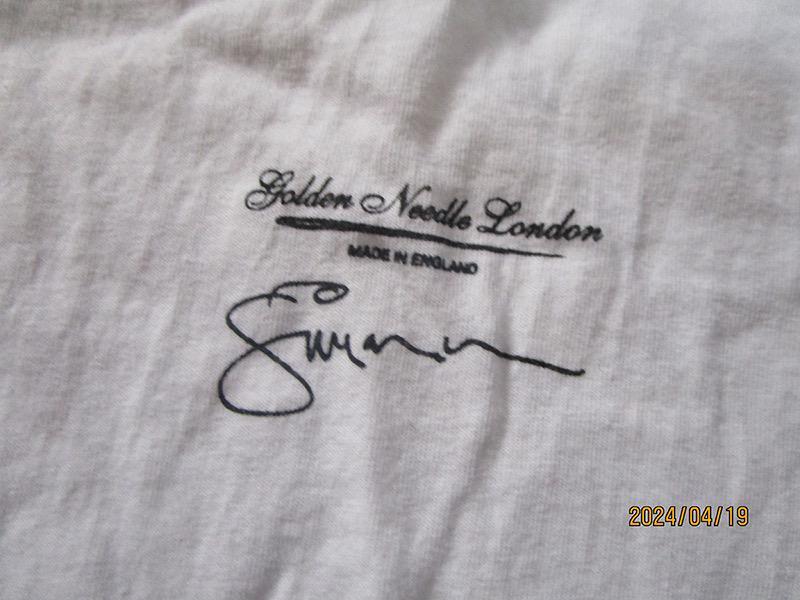 Golden Needle London
MADE IN ENGLAND
2024/04/19